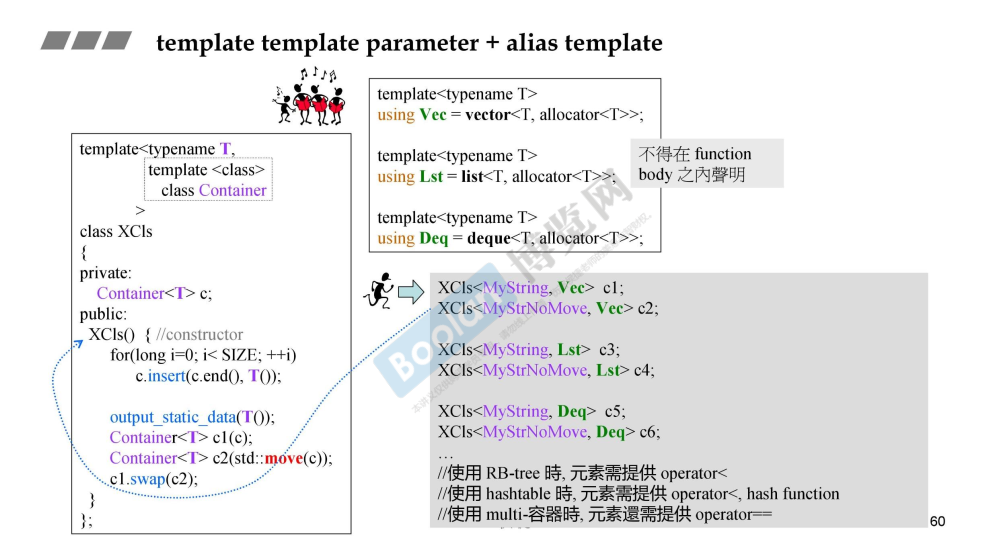 template template parameter + alias template
template<typename T>
using Vec = vector<T, allocator<T>>;
template<typename T>
using Lst = list<T, allocator<T>>;
template<typename T>
using Deq = deque<T, allocator<T>>;
不得在 function
body 之內聲明
template<typename T,
template <class>
class Container
>
class XCls
{
private:
Container<T> c;
public:
XCls() { //constructor
for(long i=0; i< SIZE; ++i)
c.insert(c.end(), T());
output_static_data(T());
Container<T> c1(c);
Container<T> c2(std::move(c));
c1.swap(c2);
}
};
XCls<MyString, Vec> c1;
XCls<MyStrNoMove, Vec> c2;
XCls<MyString, Lst> c3;
XCls<MyStrNoMove, Lst> c4;
XCls<MyString, Deq> c5;
XCls<MyStrNoMove, Deq> c6;
…
//使用 RB-tree 時, 元素需提供 operator<
//使用 hashtable 時, 元素需提供 operator<, hash function
//使用 multi-容器時, 元素還需提供 operator==
Boolan 博览网
60